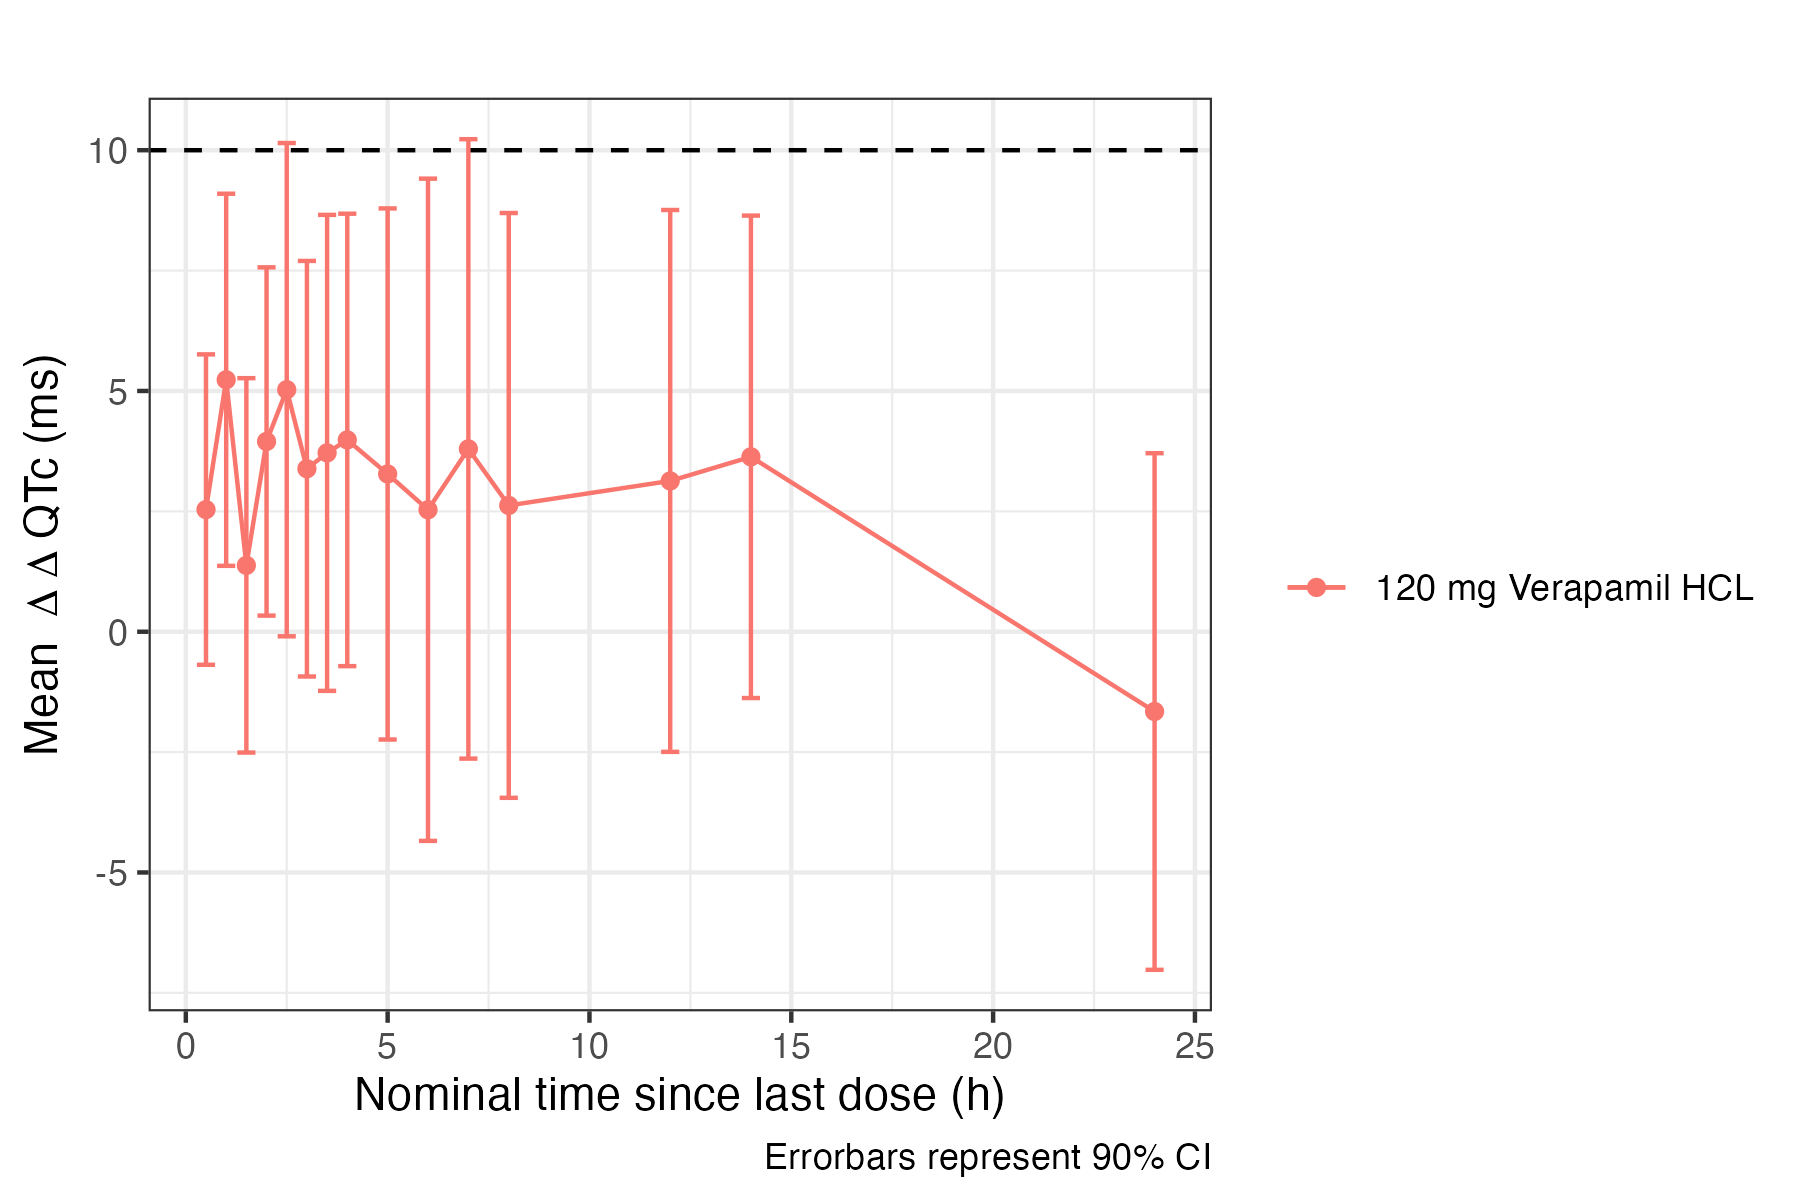 10
5
0
-5
Mean Δ Δ QTc (ms)
0 5 10 15 20 25
Nominal time since last dose (h)
Errorbars represent 90% CI
120 mg Verapamil HCL